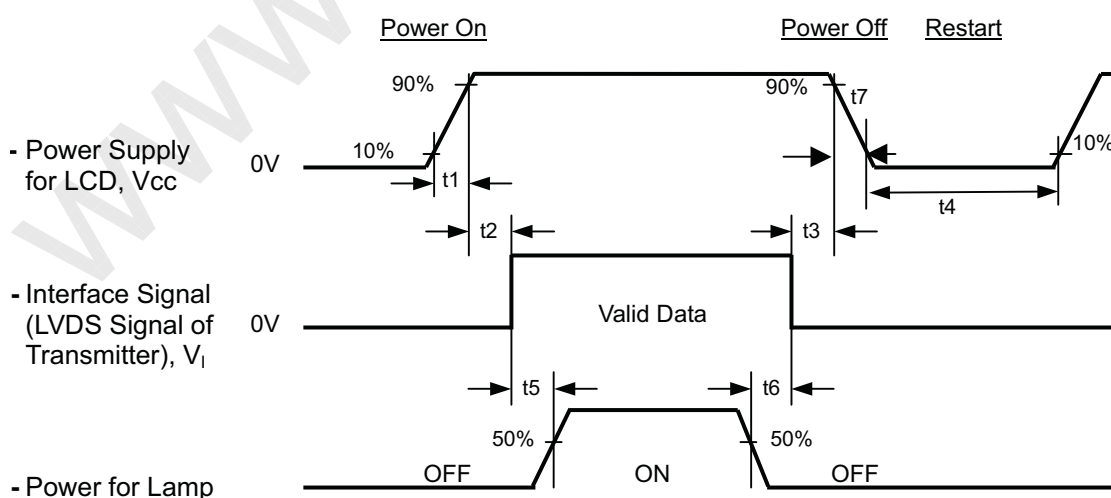 Power On Power Off Restart
90% 90% t7
- Power Supply for LCD, Vcc
0V 10% t1 10%
t4
t2 t3
- Interface Signal (LVDS Signal of Transmitter), VI
0V Valid Data
t5 t6
50% 50%
- Power for Lamp OFF ON OFF
www